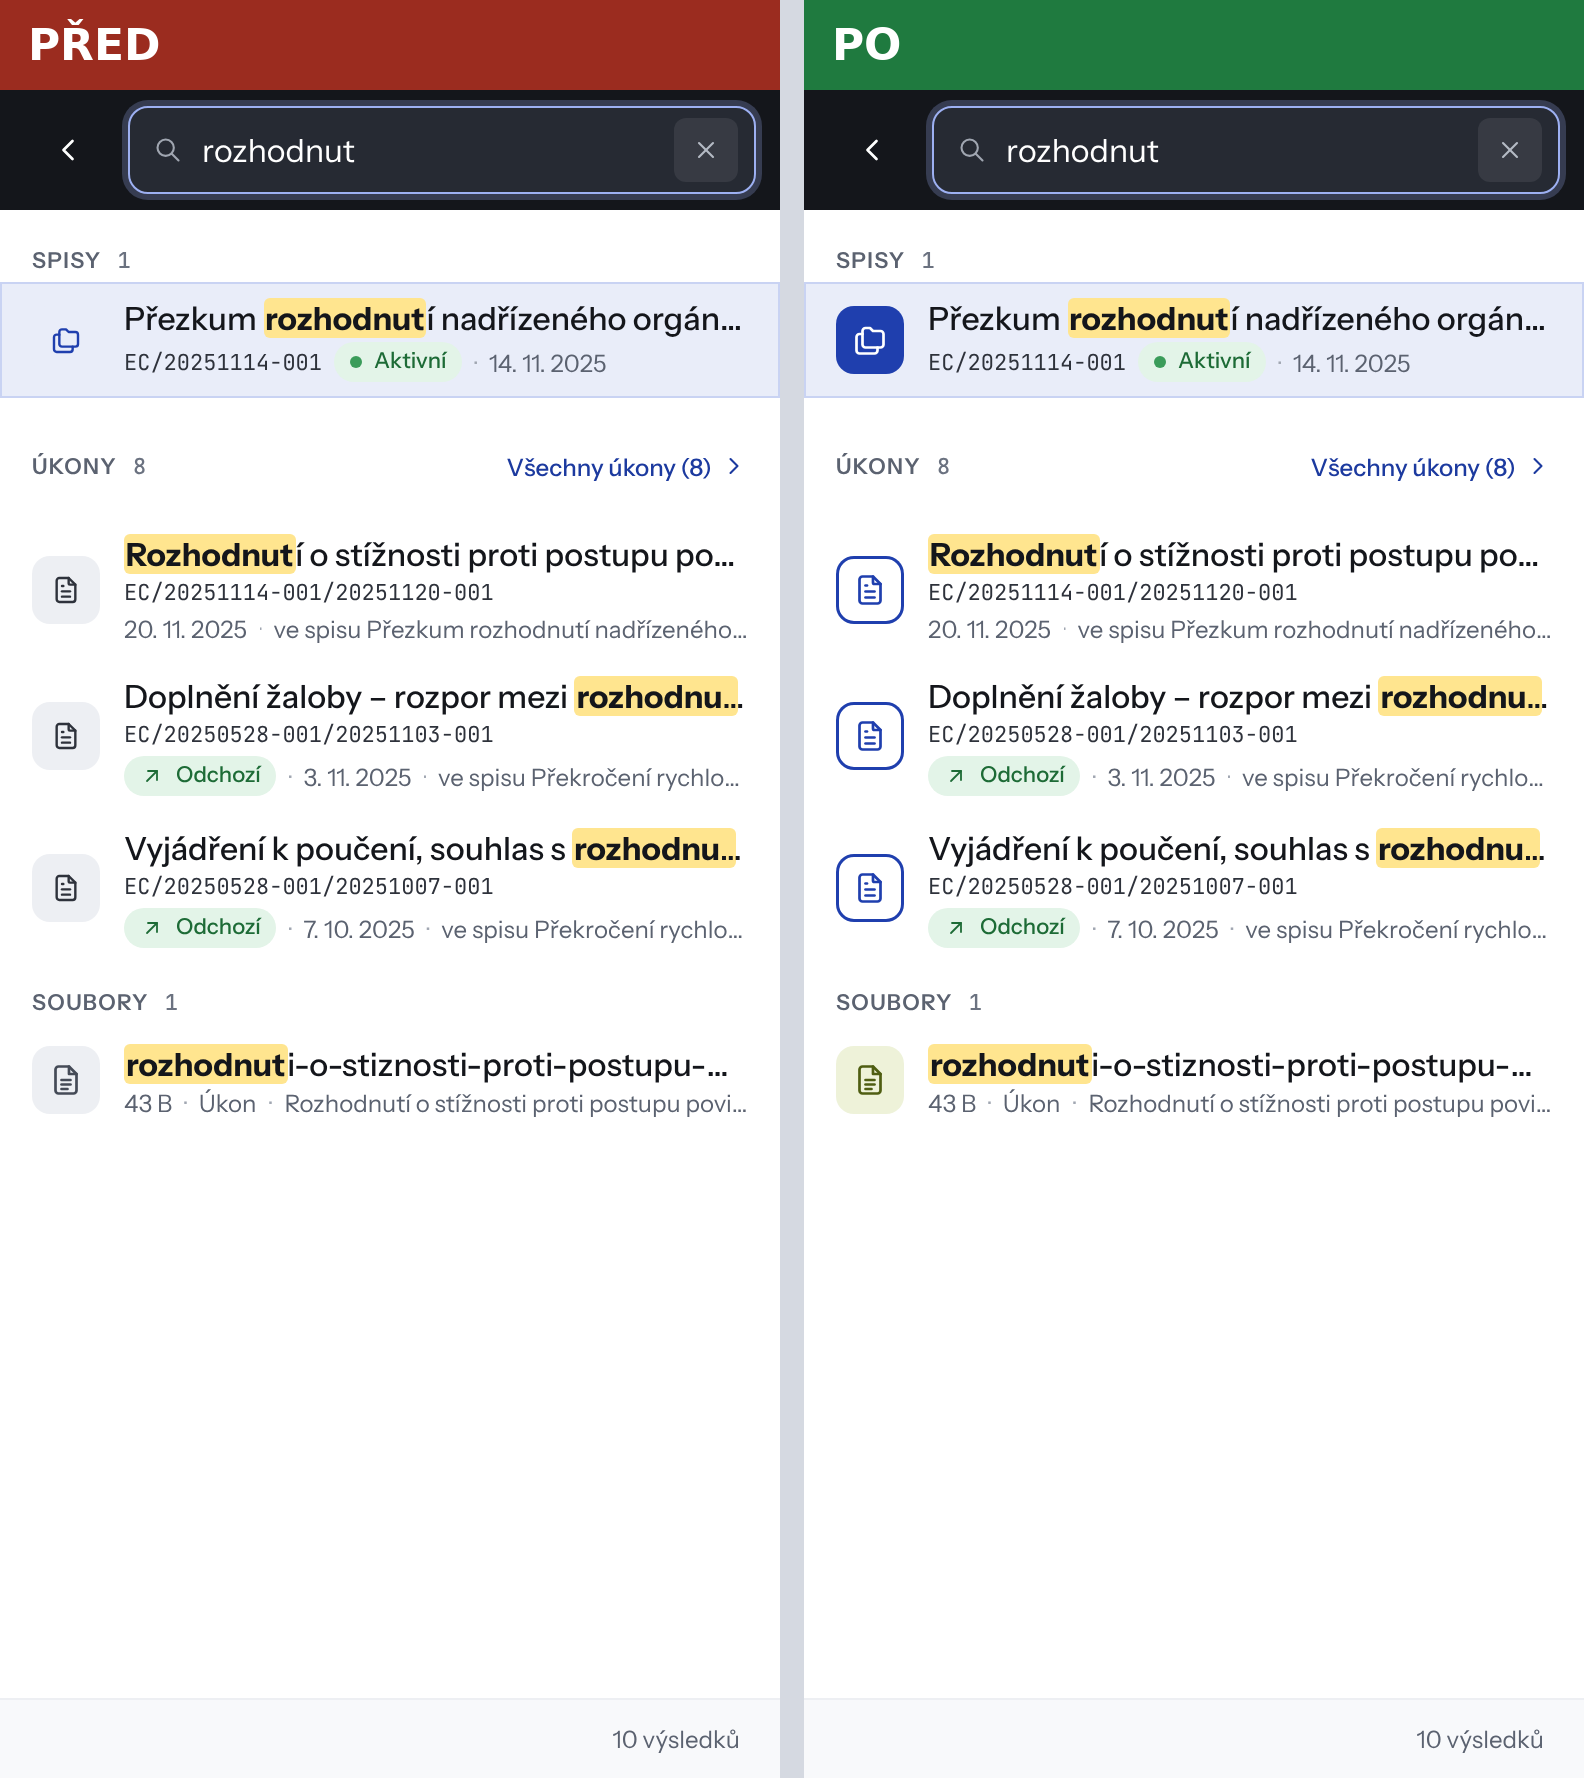 PŘED
rozhodnut
SPISY 1
Přezkum rozhodnutí nadřízeného orgán...
EC/20251114-001 Aktivní · 14. 11. 2025
ÚKONY 8 Všechny úkony (8)
Rozhodnutí o stížnosti proti postupu po...
EC/20251114-001/20251120-001
20. 11. 2025 · ve spisu Přezkum rozhodnutí nadřízeného...
Doplnění žaloby – rozpor mezi rozhodnu...
EC/20250528-001/20251103-001
Odchozí · 3. 11. 2025 · ve spisu Překročení rychlo...
Vyjádření k poučení, souhlas s rozhodnu...
EC/20250528-001/20251007-001
Odchozí · 7. 10. 2025 · ve spisu Překročení rychlo...
SOUBORY 1
rozhodnuti-o-stiznosti-proti-postupu-...
43 B · Úkon · Rozhodnutí o stížnosti proti postupu povi...
10 výsledků
PO
rozhodnut
SPISY 1
Přezkum rozhodnutí nadřízeného orgán...
EC/20251114-001 Aktivní · 14. 11. 2025
ÚKONY 8 Všechny úkony (8)
Rozhodnutí o stížnosti proti postupu po...
EC/20251114-001/20251120-001
20. 11. 2025 · ve spisu Přezkum rozhodnutí nadřízeného...
Doplnění žaloby – rozpor mezi rozhodnu...
EC/20250528-001/20251103-001
Odchozí · 3. 11. 2025 · ve spisu Překročení rychlo...
Vyjádření k poučení, souhlas s rozhodnu...
EC/20250528-001/20251007-001
Odchozí · 7. 10. 2025 · ve spisu Překročení rychlo...
SOUBORY 1
rozhodnuti-o-stiznosti-proti-postupu-...
43 B · Úkon · Rozhodnutí o stížnosti proti postupu povi...
10 výsledků